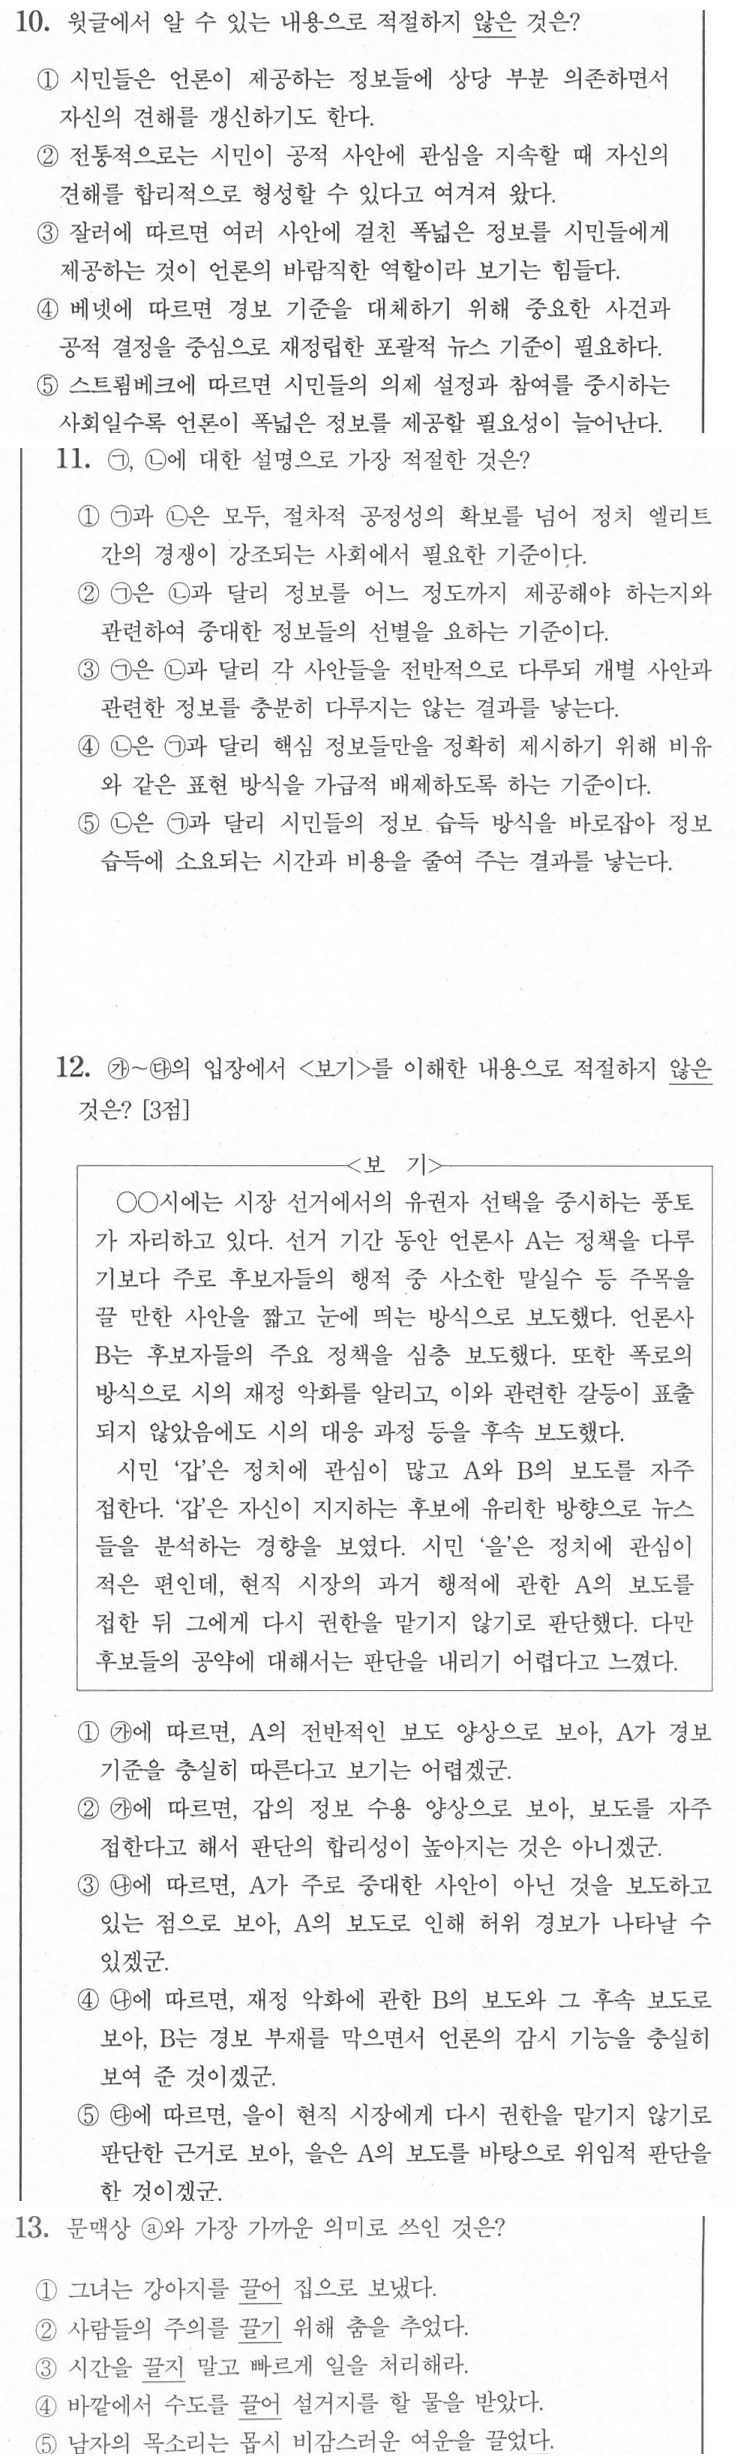 10. 윗글에서 알 수 있는 내용으로 적절하지 않은 것은?
① 시민들은 언론이 제공하는 정보들에 상당 부분 의존하면서
자신의 견해를 갱신하기도 한다.
② 전통적으로는 시민이 공적 사안에 관심을 지속할 때 자신의
견해를 합리적으로 형성할 수 있다고 여겨져 왔다.
③ 잘러에 따르면 여러 사안에 걸친 폭넓은 정보를 시민들에게
제공하는 것이 언론의 바람직한 역할이라 보기는 힘들다.
④ 베넷에 따르면 경보 기준을 대체하기 위해 중요한 사건과
공적 결정을 중심으로 재정립한 포괄적 뉴스 기준이 필요하다.
⑤ 스트룀베크에 따르면 시민들의 의제 설정과 참여를 중시하는
사회일수록 언론이 폭넓은 정보를 제공할 필요성이 늘어난다.
11. ㉠, ㉡에 대한 설명으로 가장 적절한 것은?
① ㉠과 ㉡은 모두, 절차적 공정성의 확보를 넘어 정치 엘리트
간의 경쟁이 강조되는 사회에서 필요한 기준이다.
② ㉠은 ㉡과 달리 정보를 어느 정도까지 제공해야 하는지와
관련하여 중대한 정보들의 선별을 요하는 기준이다.
③ ㉠은 ㉡과 달리 각 사안들을 전반적으로 다루되 개별 사안과
관련한 정보를 충분히 다루지는 않는 결과를 낳는다.
④ ㉡은 ㉠과 달리 핵심 정보들만을 정확히 제시하기 위해 비유
와 같은 표현 방식을 가급적 배제하도록 하는 기준이다.
⑤ ㉡은 ㉠과 달리 시민들의 정보 습득 방식을 바로잡아 정보
습득에 소요되는 시간과 비용을 줄여 주는 결과를 낳는다.
12. ㉮~㉰의 입장에서 <보기>를 이해한 내용으로 적절하지 않은
것은? [3점]
<보 기>
○○시에는 시장 선거에서의 유권자 선택을 중시하는 풍토
가 자리하고 있다. 선거 기간 동안 언론사 A는 정책을 다루
기보다 주로 후보자들의 행적 중 사소한 말실수 등 주목을
끌 만한 사안을 짧고 눈에 띄는 방식으로 보도했다. 언론사
B는 후보자들의 주요 정책을 심층 보도했다. 또한 폭로의
방식으로 시의 재정 악화를 알리고, 이와 관련한 갈등이 표출
되지 않았음에도 시의 대응 과정 등을 후속 보도했다.
시민 ‘갑’은 정치에 관심이 많고 A와 B의 보도를 자주
접한다. ‘갑’은 자신이 지지하는 후보에 유리한 방향으로 뉴스
들을 분석하는 경향을 보였다. 시민 ‘을’은 정치에 관심이
적은 편인데, 현직 시장의 과거 행적에 관한 A의 보도를
접한 뒤 그에게 다시 권한을 맡기지 않기로 판단했다. 다만
후보들의 공약에 대해서는 판단을 내리기 어렵다고 느꼈다.
① ㉮에 따르면, A의 전반적인 보도 양상으로 보아, A가 경보
기준을 충실히 따른다고 보기는 어렵겠군.
② ㉮에 따르면, 갑의 정보 수용 양상으로 보아, 보도를 자주
접한다고 해서 판단의 합리성이 높아지는 것은 아니겠군.
③ ㉯에 따르면, A가 주로 중대한 사안이 아닌 것을 보도하고
있는 점으로 보아, A의 보도로 인해 허위 경보가 나타날 수
있겠군.
④ ㉯에 따르면, 재정 악화에 관한 B의 보도와 그 후속 보도로
보아, B는 경보 부재를 막으면서 언론의 감시 기능을 충실히
보여 준 것이겠군.
⑤ ㉰에 따르면, 을이 현직 시장에게 다시 권한을 맡기지 않기로
판단한 근거로 보아, 을은 A의 보도를 바탕으로 위임적 판단을
한 것이겠군.
13. 문맥상 ⓐ와 가장 가까운 의미로 쓰인 것은?
① 그녀는 강아지를 끌어 집으로 보냈다.
② 사람들의 주의를 끌기 위해 춤을 추었다.
③ 시간을 끌지 말고 빠르게 일을 처리해라.
④ 바깥에서 수도를 끌어 설거지를 할 물을 받았다.
⑤ 남자의 목소리는 몹시 비감스러운 여운을 끌었다.